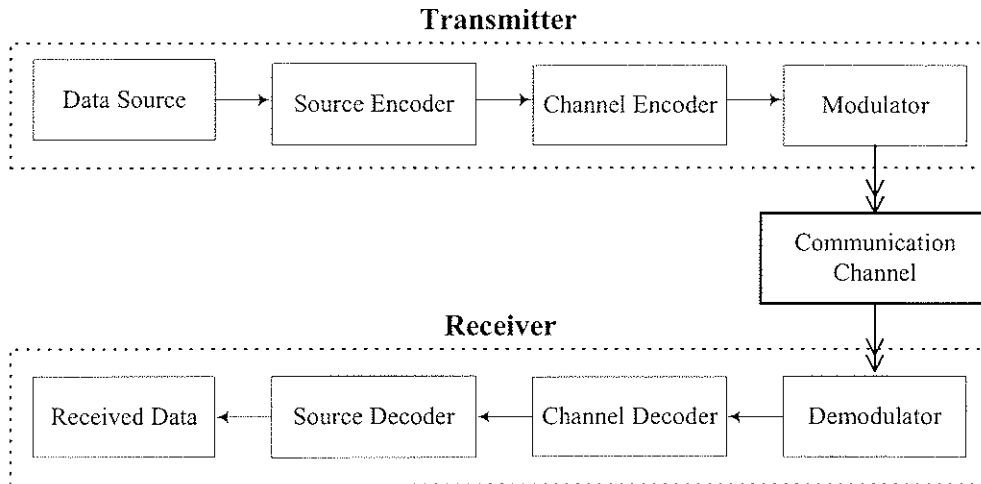 Transmitter
Data Source
Source Encoder
Channel Encoder
Modulator
Communication
Channel
Receiver
Received Data
Source Decoder
Channel Decoder
Demodulator